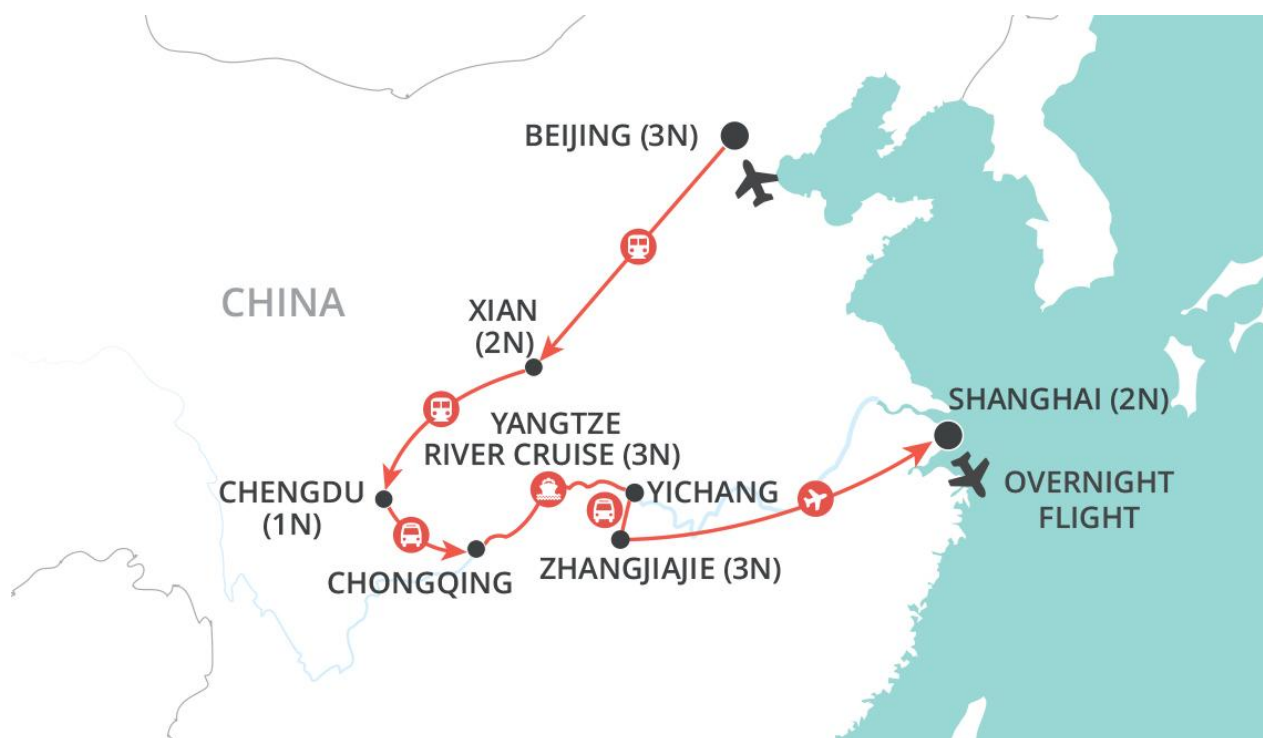 BEIJING (3N)
CHINA
XIAN
(2N)
YANGTZE
RIVER CRUISE (3N)
SHANGHAI (2N)
CHENGDU
(1N)
YICHANG
OVERNIGHT
FLIGHT
CHONGQING
ZHANGJIAJIE (3N)